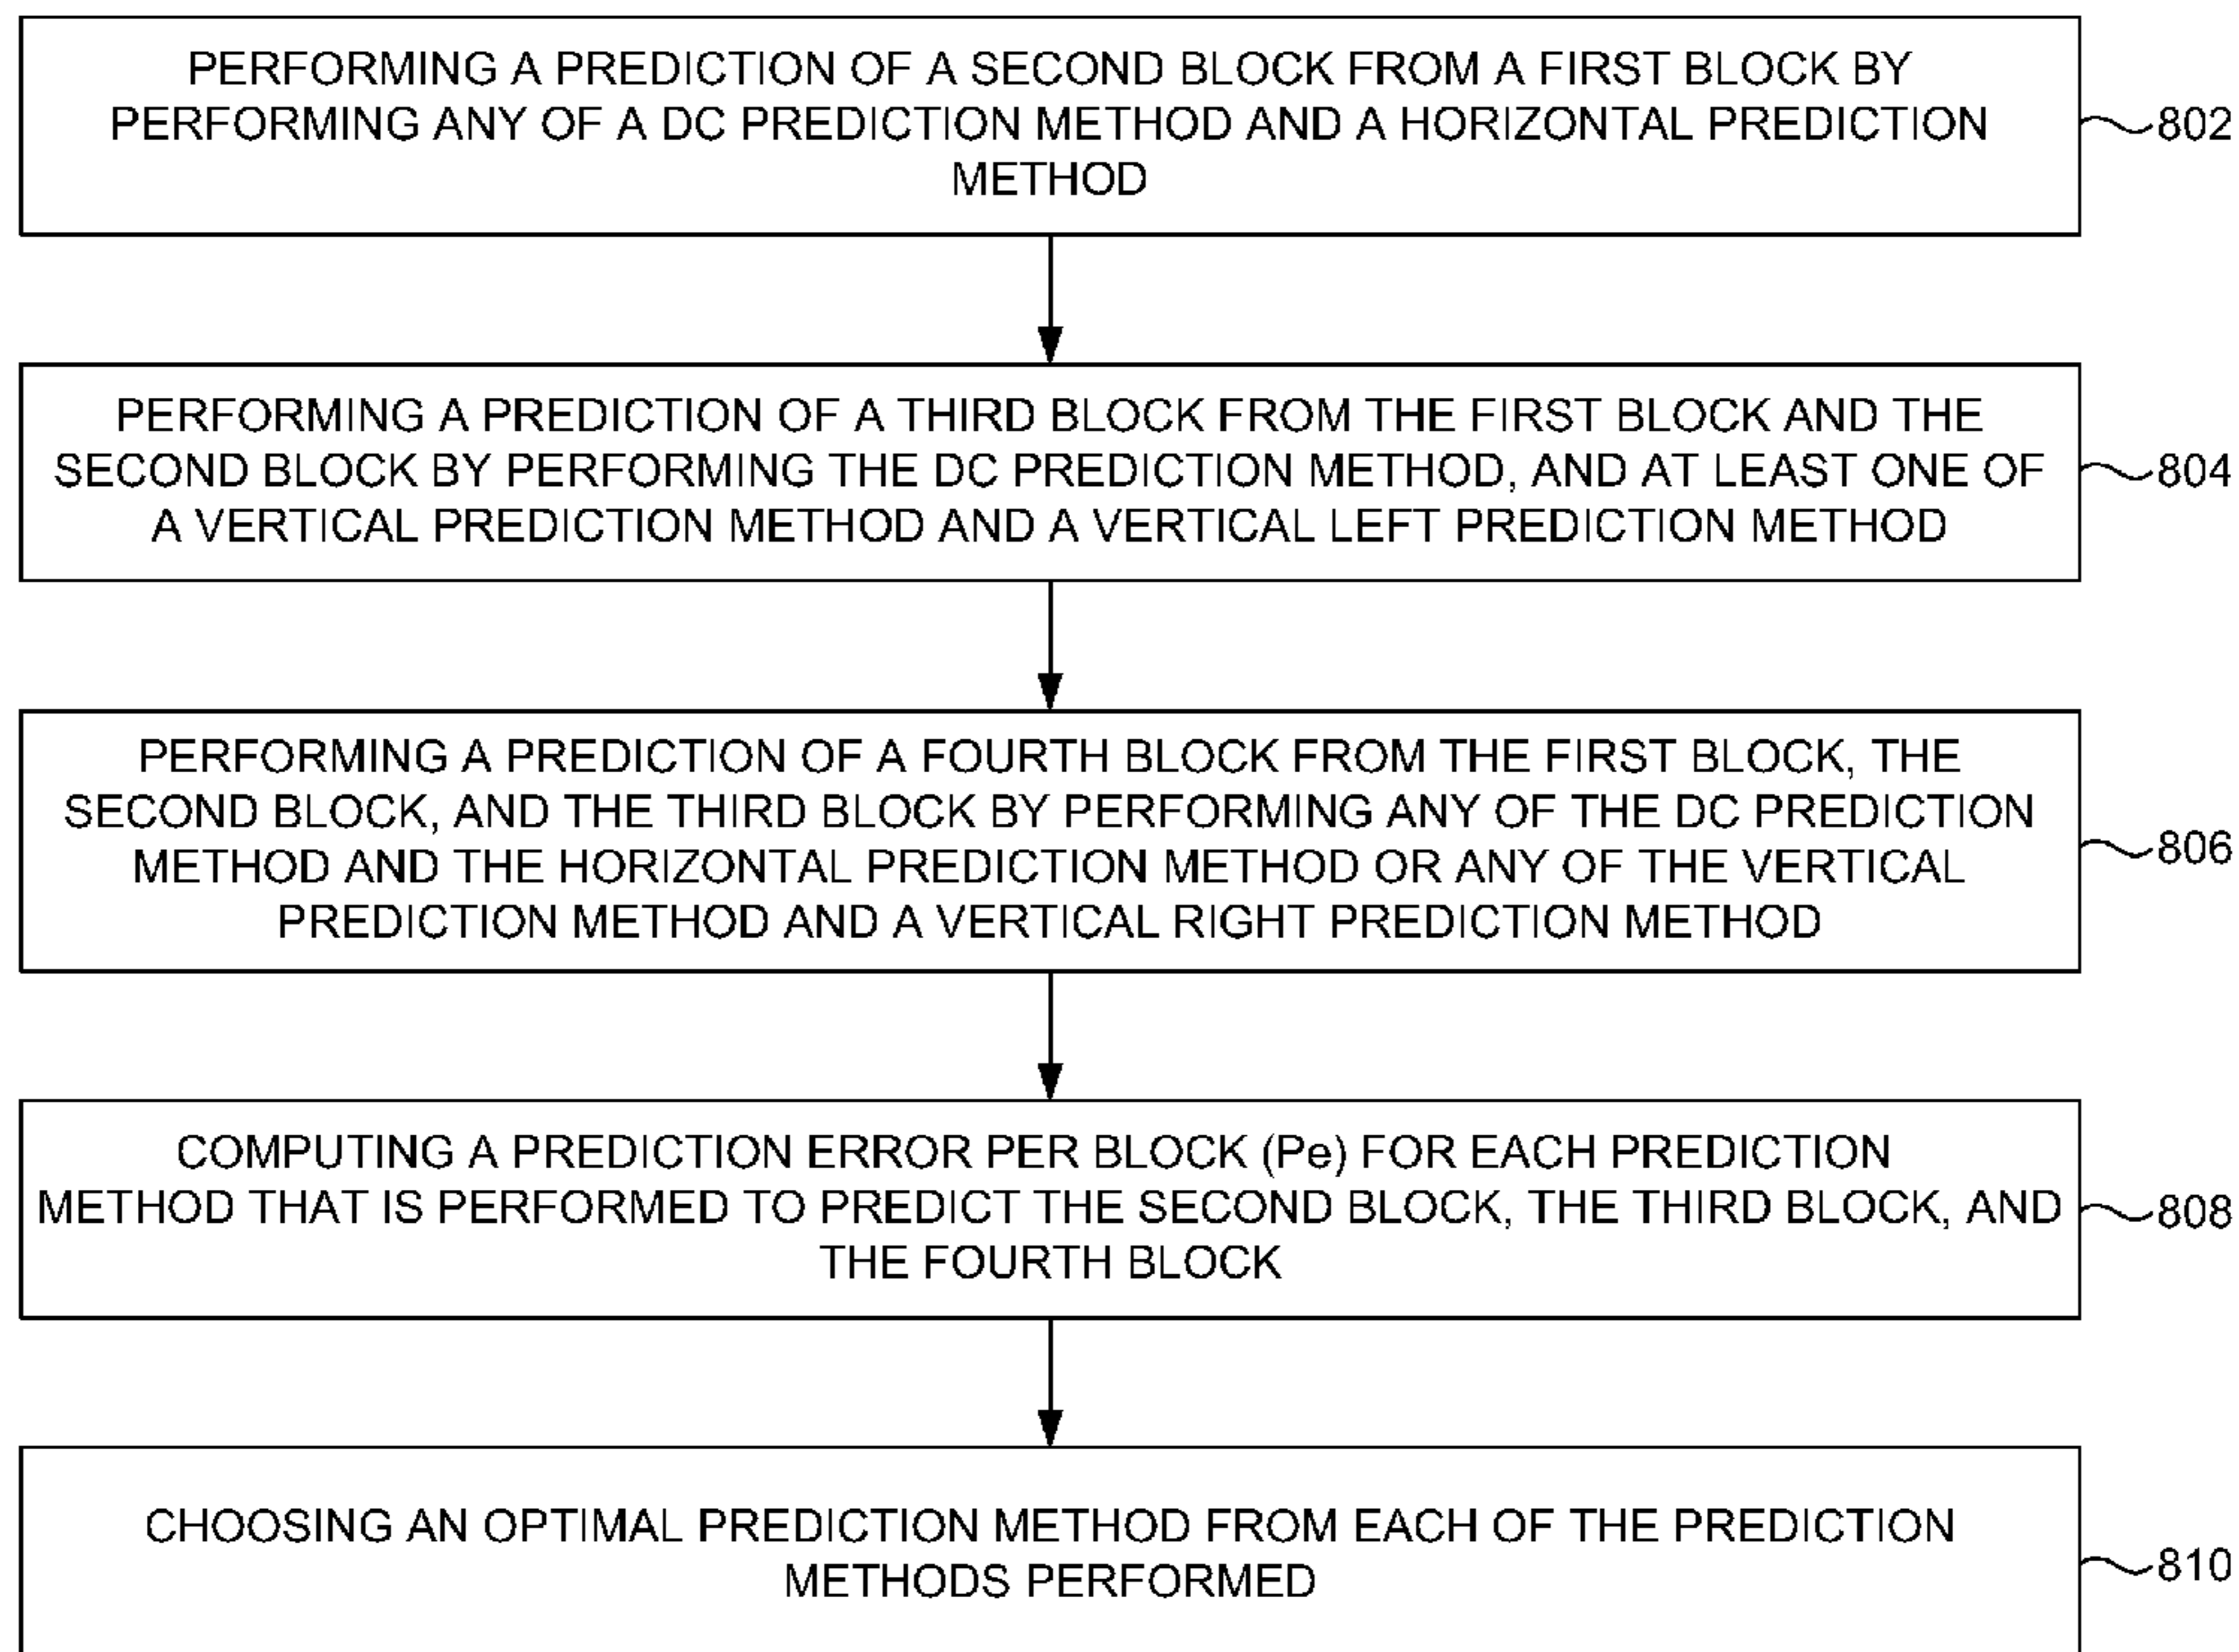 PERFORMING A PREDICTION OF A SECOND BLOCK FROM A FIRST BLOCK BY
PERFORMING ANY OF A DC PREDICTION METHOD AND A HORIZONTAL PREDICTION
METHOD
802
PERFORMING A PREDICTION OF A THIRD BLOCK FROM THE FIRST BLOCK AND THE
SECOND BLOCK BY PERFORMING THE DC PREDICTION METHOD, AND AT LEAST ONE OF
A VERTICAL PREDICTION METHOD AND A VERTICAL LEFT PREDICTION METHOD
804
PERFORMING A PREDICTION OF A FOURTH BLOCK FROM THE FIRST BLOCK, THE
SECOND BLOCK, AND THE THIRD BLOCK BY PERFORMING ANY OF THE DC PREDICTION
METHOD AND THE HORIZONTAL PREDICTION METHOD OR ANY OF THE VERTICAL
PREDICTION METHOD AND A VERTICAL RIGHT PREDICTION METHOD
806
COMPUTING A PREDICTION ERROR PER BLOCK (Pe) FOR EACH PREDICTION
METHOD THAT IS PERFORMED TO PREDICT THE SECOND BLOCK, THE THIRD BLOCK, AND
THE FOURTH BLOCK
808
CHOOSING AN OPTIMAL PREDICTION METHOD FROM EACH OF THE PREDICTION
METHODS PERFORMED
810